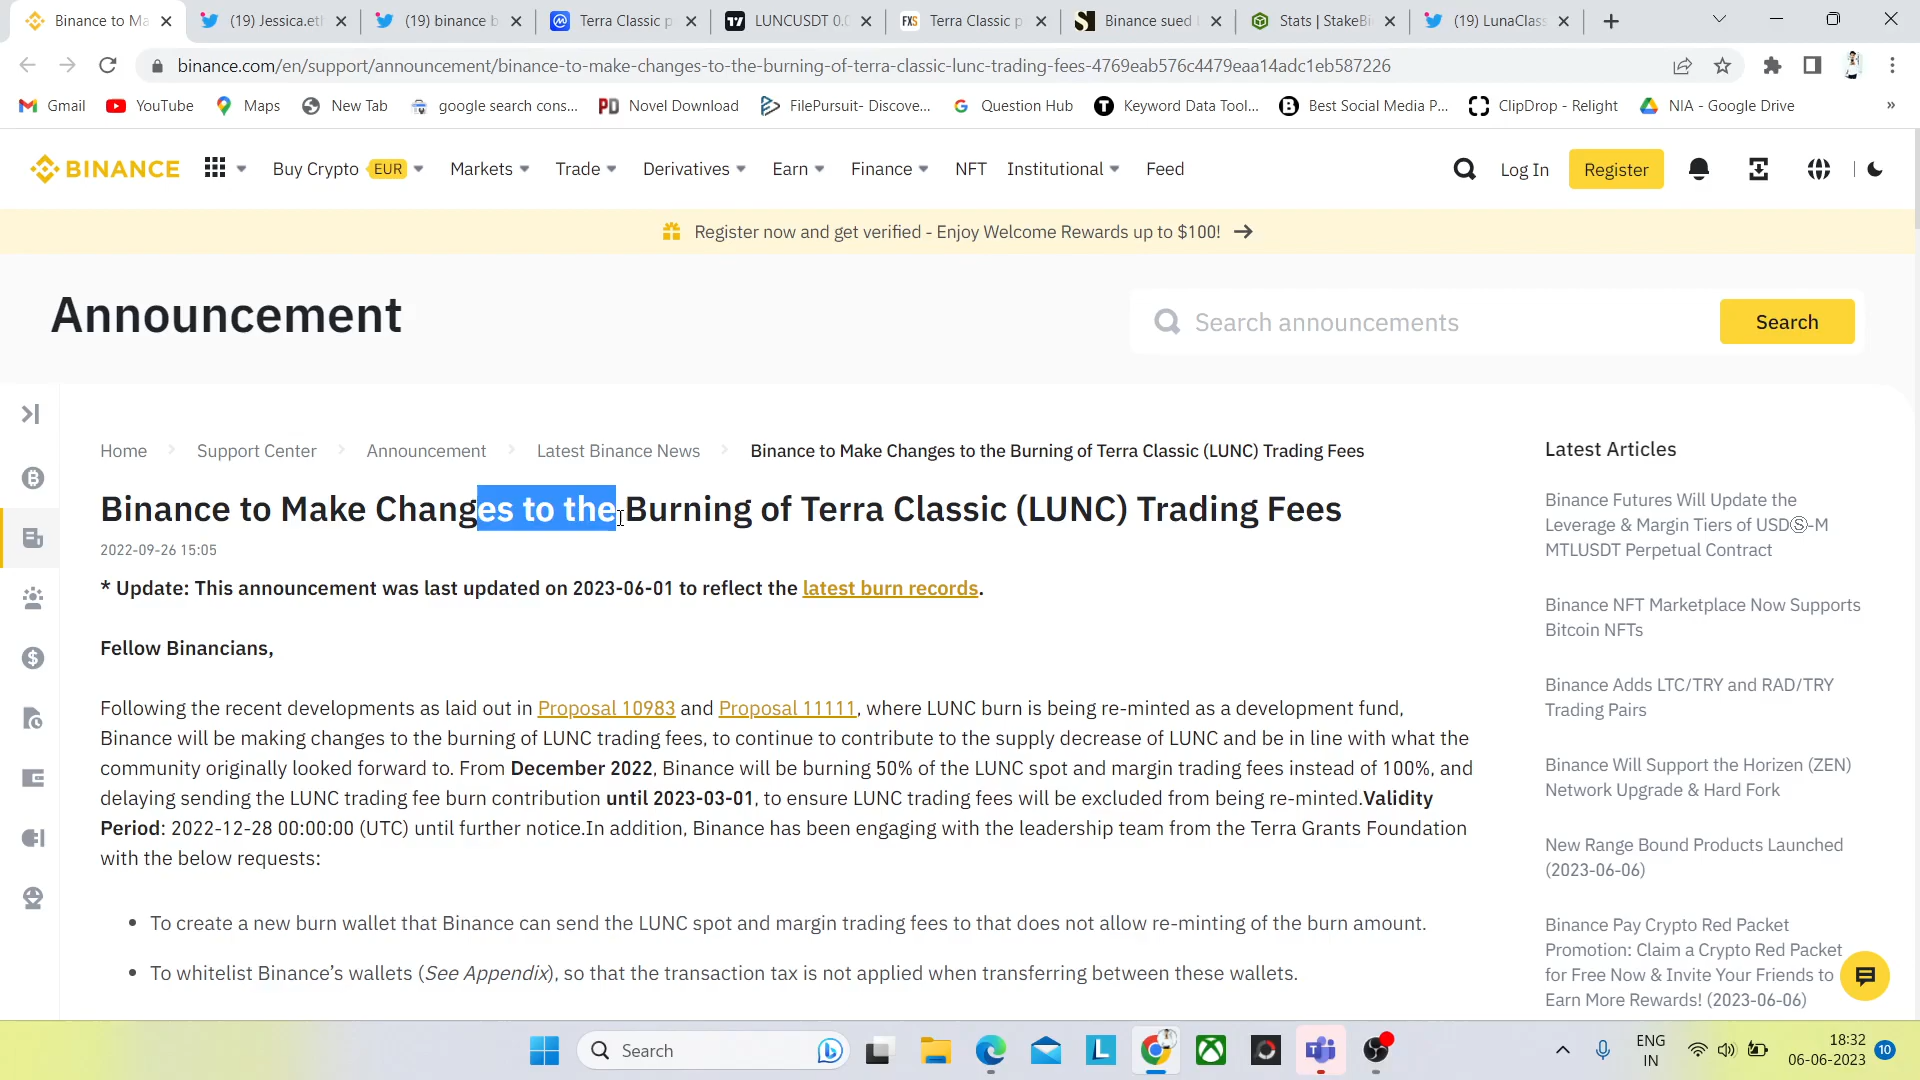 Binance to Ma
(19) Jessica.et
(19) binance b
Terra Classic p
LUNCUSDT 0.0
Terra Classic p
Binance sued
Stats | StakeBi
(19) LunaClass
binance.com/en/support/announcement/binance-to-make-changes-to-the-burning-of-terra-classic-lunc-trading-fees-4769eab576c4479eaa14adc1eb587226
Gmail
YouTube
Maps
New Tab
google search cons...
Novel Download
FilePursuit- Discove...
Question Hub
Keyword Data Tool...
Best Social Media P...
ClipDrop - Relight
NIA - Google Drive
»
BINANCE
Buy Crypto EUR
Markets
Trade
Derivatives
Earn
Finance
NFT
Institutional
Feed
Log In
Register
Register now and get verified - Enjoy Welcome Rewards up to $100! →
Announcement
Search announcements
Search
Home
Support Center
Announcement
Latest Binance News
Binance to Make Changes to the Burning of Terra Classic (LUNC) Trading Fees
Binance to Make Changes to the Burning of Terra Classic (LUNC) Trading Fees
2022-09-26 15:05
* Update: This announcement was last updated on 2023-06-01 to reflect the latest burn records.
Fellow Binancians,
Following the recent developments as laid out in Proposal 10983 and Proposal 11111, where LUNC burn is being re-minted as a development fund,
Binance will be making changes to the burning of LUNC trading fees, to continue to contribute to the supply decrease of LUNC and be in line with what the
community originally looked forward to. From December 2022, Binance will be burning 50% of the LUNC spot and margin trading fees instead of 100%, and
delaying sending the LUNC trading fee burn contribution until 2023-03-01, to ensure LUNC trading fees will be excluded from being re-minted.Validity
Period: 2022-12-28 00:00:00 (UTC) until further notice.In addition, Binance has been engaging with the leadership team from the Terra Grants Foundation
with the below requests:
• To create a new burn wallet that Binance can send the LUNC spot and margin trading fees to that does not allow re-minting of the burn amount.
• To whitelist Binance’s wallets (See Appendix), so that the transaction tax is not applied when transferring between these wallets.
Latest Articles
Binance Futures Will Update the
Leverage & Margin Tiers of USDⓈ-M
MTLUSDT Perpetual Contract
Binance NFT Marketplace Now Supports
Bitcoin NFTs
Binance Adds LTC/TRY and RAD/TRY
Trading Pairs
Binance Will Support the Horizen (ZEN)
Network Upgrade & Hard Fork
New Range Bound Products Launched
(2023-06-06)
Binance Pay Crypto Red Packet
Promotion: Claim a Crypto Red Packet
for Free Now & Invite Your Friends to
Earn More Rewards! (2023-06-06)
Search
ENG
IN
18:32
06-06-2023
10